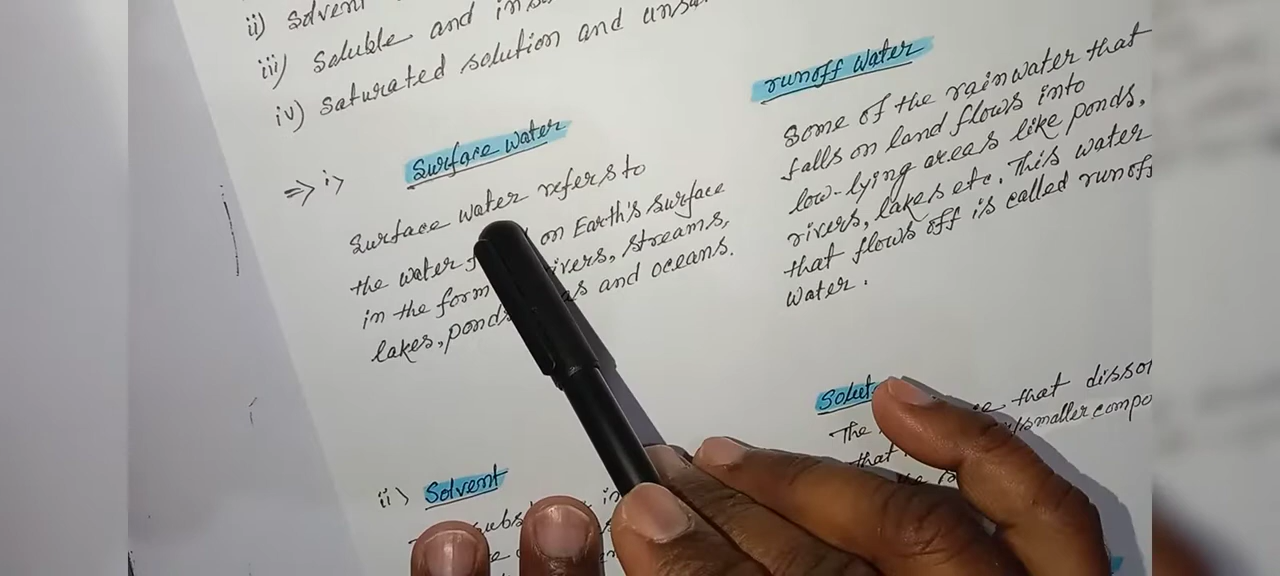 ii) Solvent
iii) Soluble and
iv) Saturated solution and
⇒ i> Surface Water
Surface water refers to
the water on Earth's surface
in the form rivers, streams,
lakes, ponds and oceans.
runoff Water
Some of the rainwater that
falls on land flows into
low-lying areas like ponds,
rivers, lakes etc. This water
that flows off is called runoff
water.
ii> Solvent
in
Solut
The that dissol
smaller compo
that
the